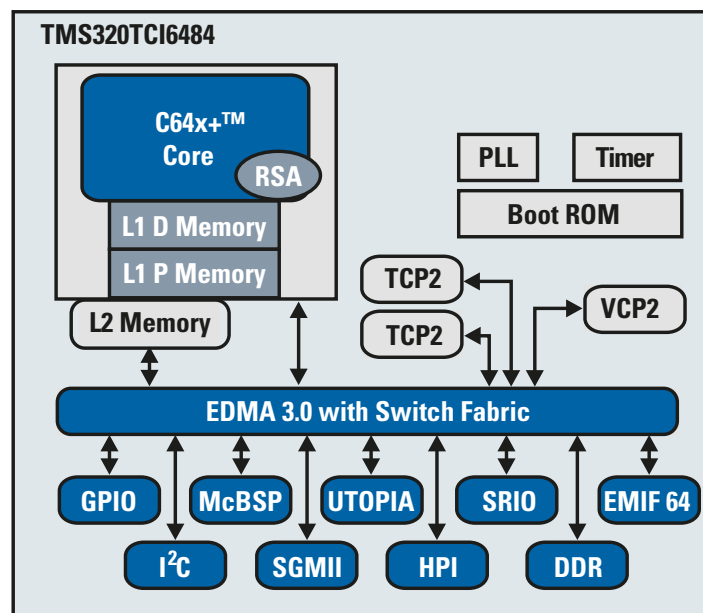 TMS320TCI6484
C64x+™
Core
RSA
L1 D Memory
L1 P Memory
L2 Memory
PLL
Timer
Boot ROM
TCP2
TCP2
VCP2
EDMA 3.0 with Switch Fabric
GPIO
McBSP
UTOPIA
SRIO
EMIF 64
I²C
SGMII
HPI
DDR